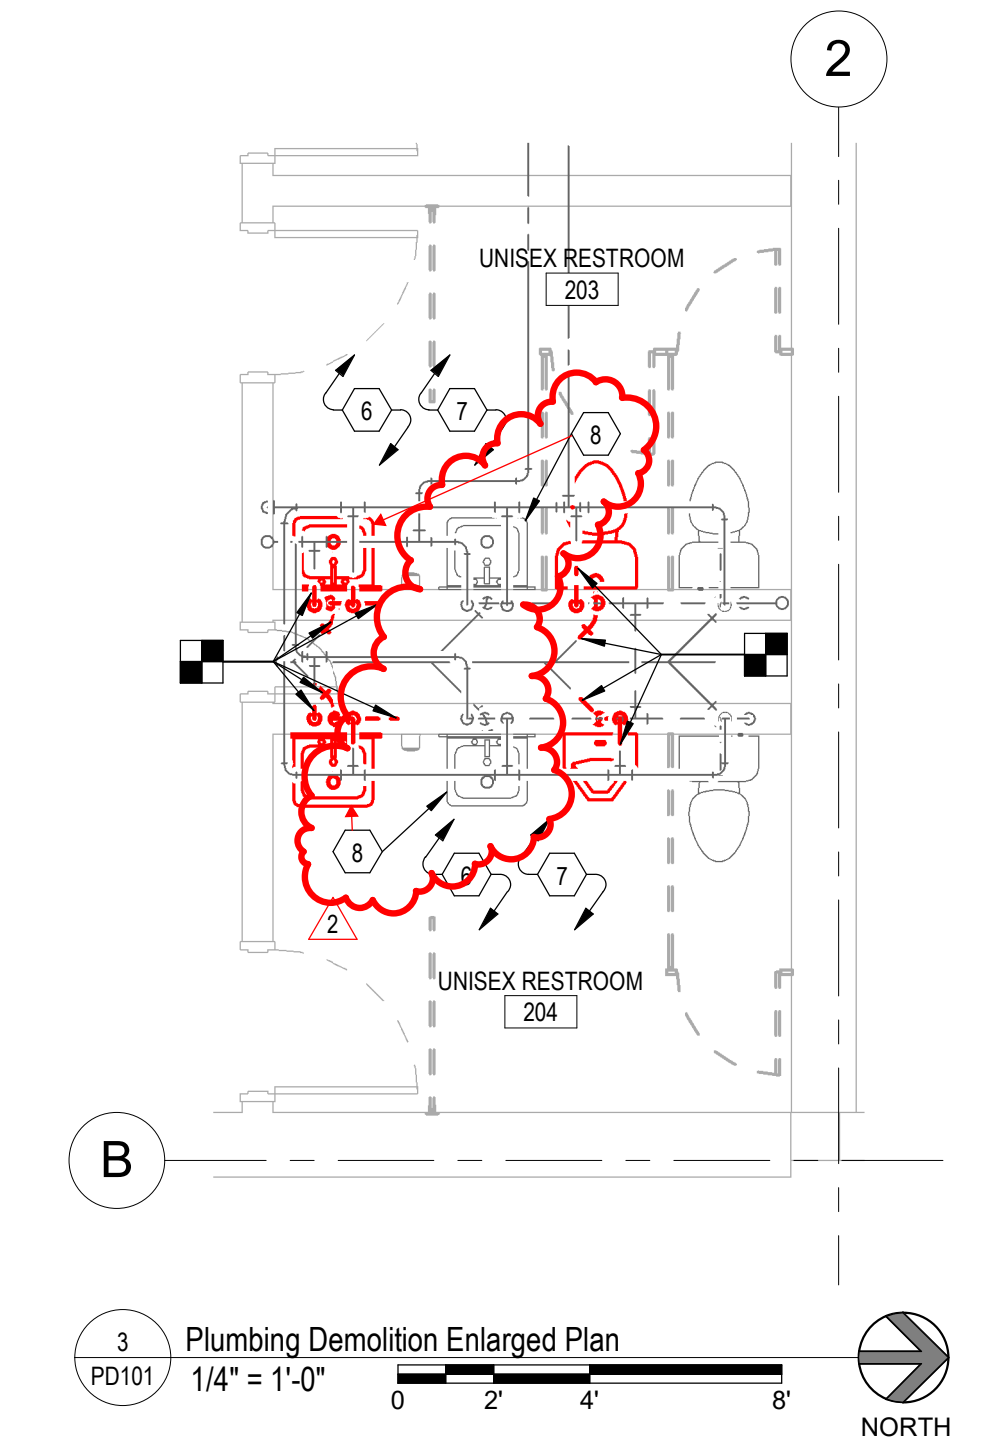 2
UNISEX RESTROOM
203
6
7
8
8
6
7
2
UNISEX RESTROOM
204
B
3
PD101
Plumbing Demolition Enlarged Plan
1/4" = 1'-0"
0 2' 4' 8'
NORTH